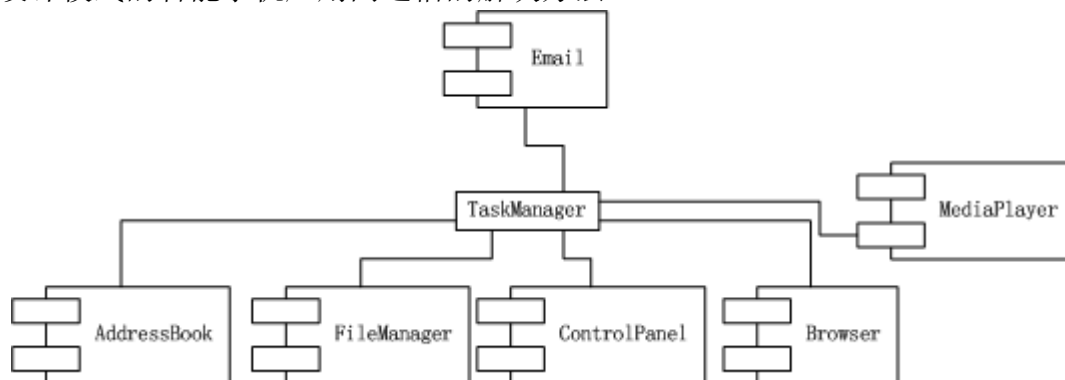 Email
TaskManager
MediaPlayer
AddressBook
FileManager
ControlPanel
Browser